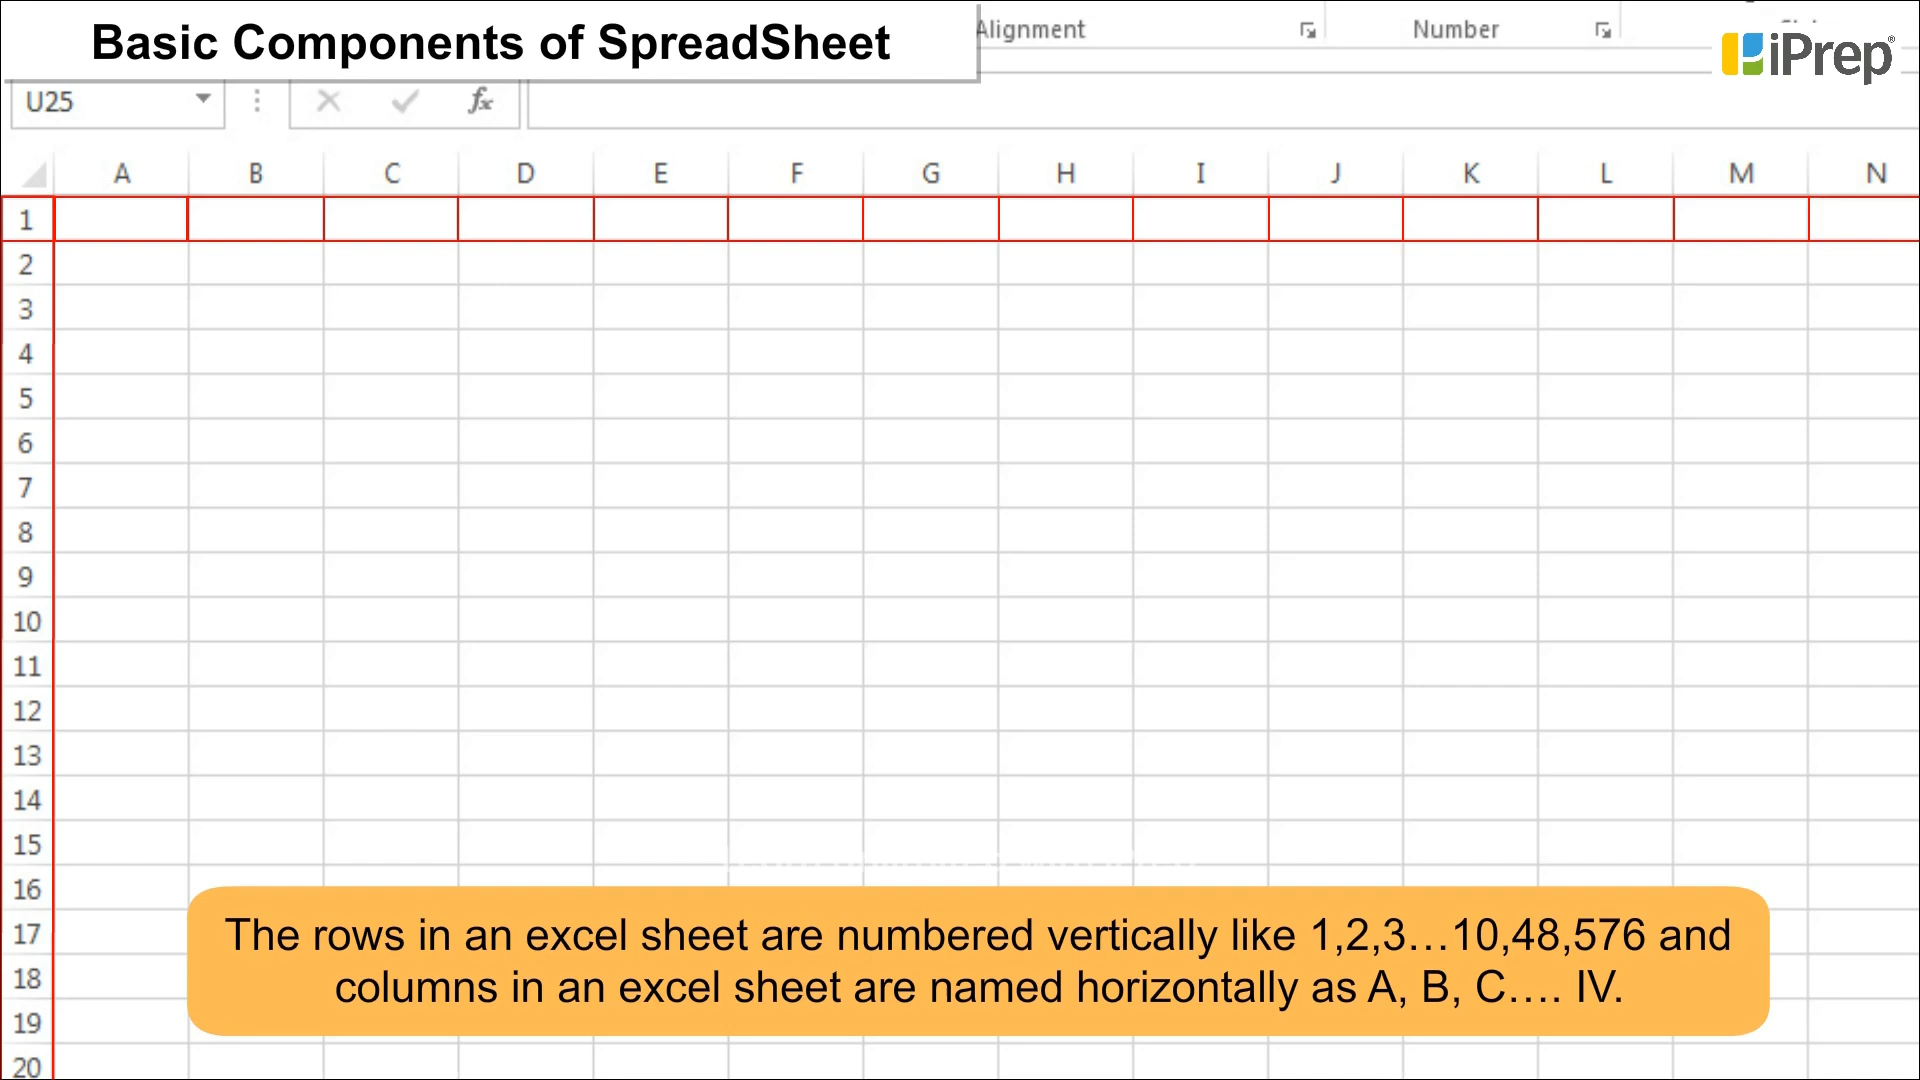 Basic Components of SpreadSheet
Alignment
Number
iPrep®
U25
fx
A B C D E F G H I J K L M N
1
2
3
4
5
6
7
8
9
10
11
12
13
14
15
16
17
18
19
20
The rows in an excel sheet are numbered vertically like 1,2,3…10,48,576 and
columns in an excel sheet are named horizontally as A, B, C…. IV.